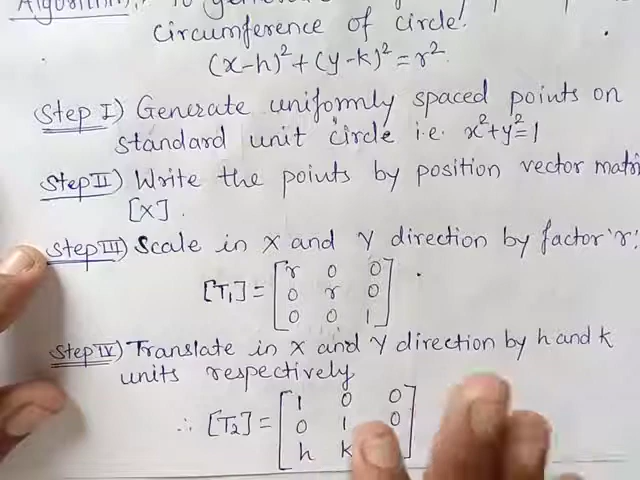 Algorithm): To generate
circumference of circle.
(x-h)²+(y-k)²=r²
Step I) Generate uniformly spaced points on
standard unit circle i.e. x²+y²=1
Step II) Write the points by position vector
[X].
Step III) Scale in X and Y direction by factor 'r'.
[T₁] = [r 0 0
0 r 0
0 0 1]
Step IV) Translate in X and Y direction by h and k
units respectively
∴ [T₂] = [1 0 0
0 1 0
h k ]